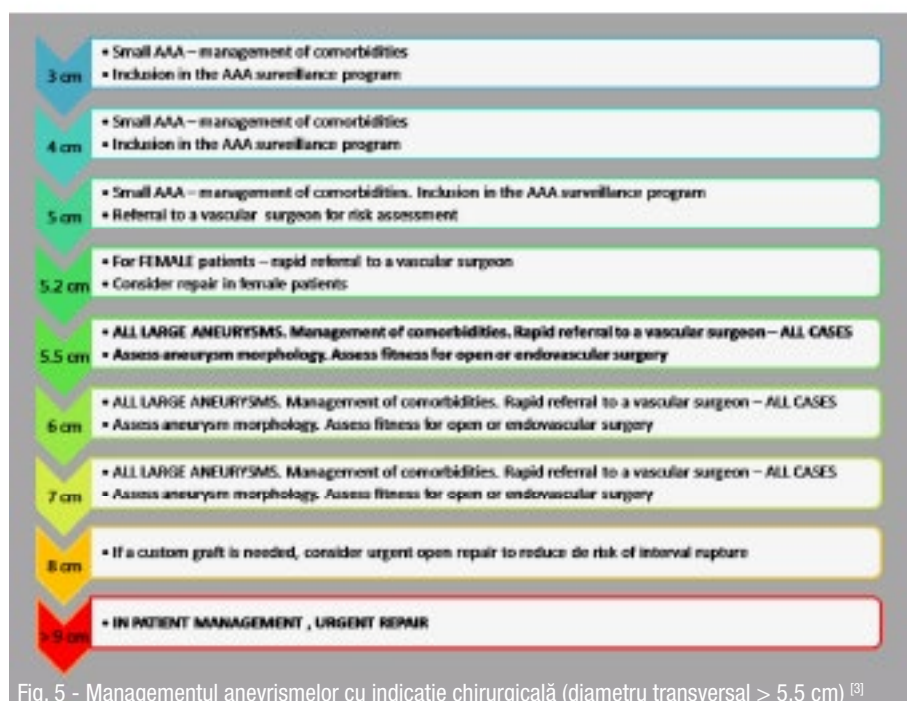 3 cm
• Small AAA – management of comorbidities
• Inclusion in the AAA surveillance program
4 cm
• Small AAA – management of comorbidities
• Inclusion in the AAA surveillance program
5 cm
• Small AAA – management of comorbidities. Inclusion in the AAA surveillance program
• Referral to a vascular surgeon for risk assessment
5.2 cm
• For FEMALE patients – rapid referral to a vascular surgeon
• Consider repair in female patients
5.5 cm
• ALL LARGE ANEURYSMS. Management of comorbidities. Rapid referral to a vascular surgeon – ALL CASES
• Assess aneurysm morphology. Assess fitness for open or endovascular surgery
6 cm
• ALL LARGE ANEURYSMS. Management of comorbidities. Rapid referral to a vascular surgeon – ALL CASES
• Assess aneurysm morphology. Assess fitness for open or endovascular surgery
7 cm
• ALL LARGE ANEURYSMS. Management of comorbidities. Rapid referral to a vascular surgeon – ALL CASES
• Assess aneurysm morphology. Assess fitness for open or endovascular surgery
8 cm
• If a custom graft is needed, consider urgent open repair to reduce de risk of interval rupture
> 9 cm
• IN PATIENT MANAGEMENT , URGENT REPAIR
Fig. 5 - Managementul anevrismelor cu indicație chirurgicală (diametru transversal > 5.5 cm) [3]